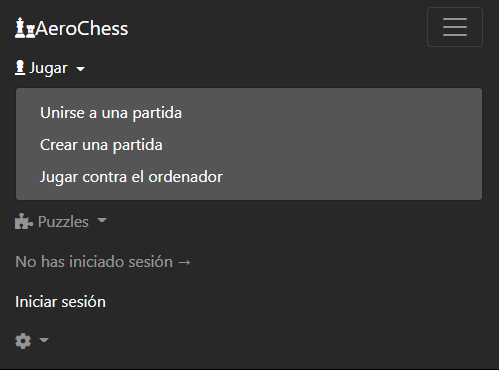 AeroChess
Jugar
Unirse a una partida
Crear una partida
Jugar contra el ordenador
Puzzles
No has iniciado sesión →
Iniciar sesión